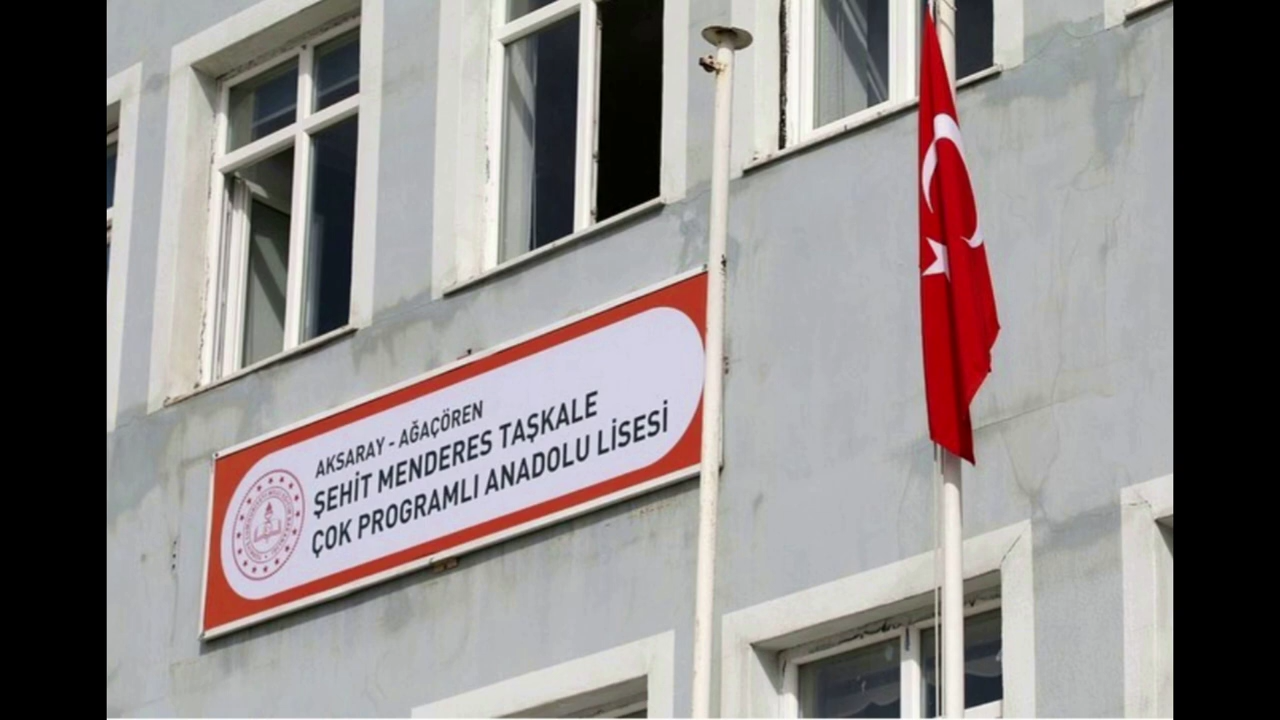 AKSARAY - AĞAÇÖREN
ŞEHİT MENDERES TAŞKALE
ÇOK PROGRAMLI ANADOLU LİSESİ